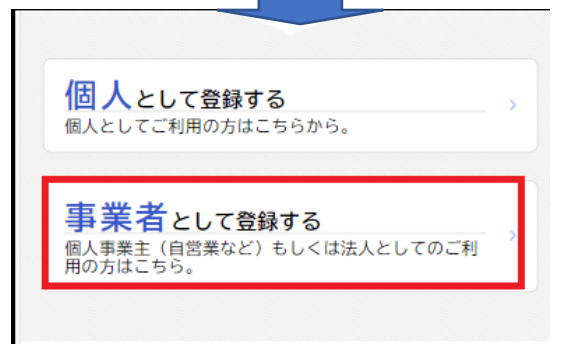 個人として登録する
個人としてご利用の方はこちらから。
事業者として登録する
個人事業主（自営業など）もしくは法人としてのご利
用の方はこちら。